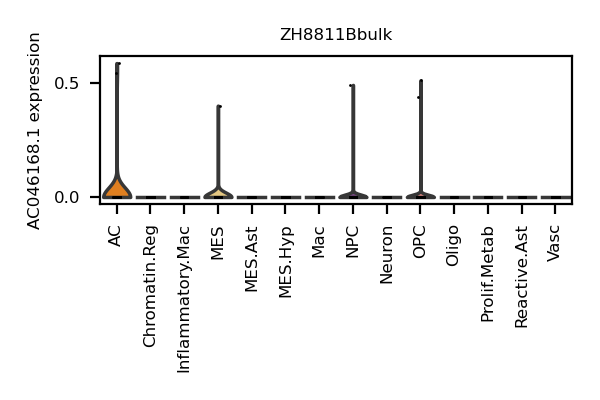 ZH8811Bbulk
AC046168.1 expression
0.5
0.0
AC
Chromatin.Reg
Inflammatory.Mac
MES
MES.Ast
MES.Hyp
Mac
NPC
Neuron
OPC
Oligo
Prolif.Metab
Reactive.Ast
Vasc